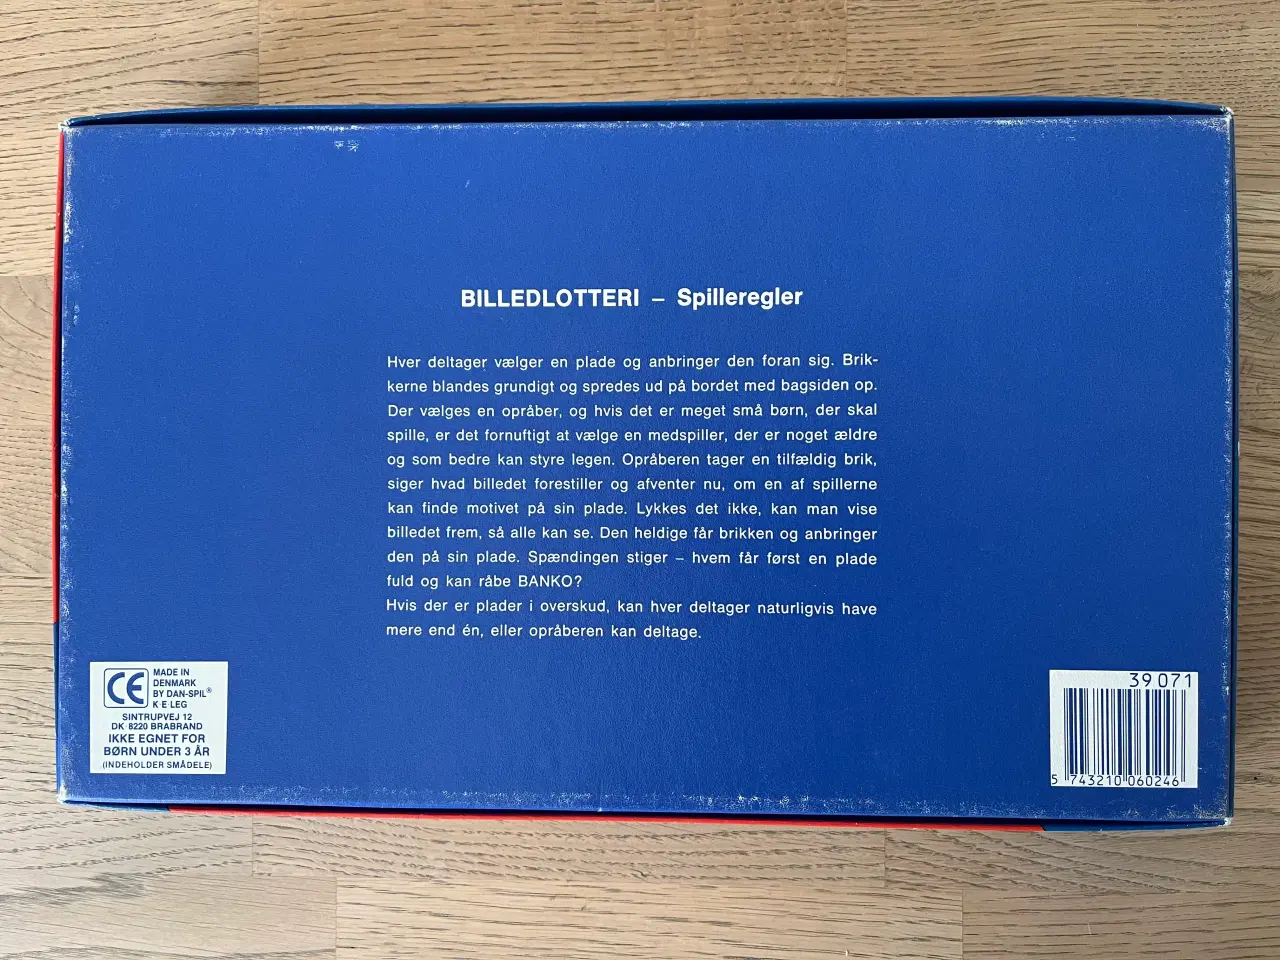 BILLEDLOTTERI – Spilleregler
Hver deltager vælger en plade og anbringer den foran sig. Brik-
kerne blandes grundigt og spredes ud på bordet med bagsiden op.
Der vælges en opråber, og hvis det er meget små børn, der skal
spille, er det fornuftigt at vælge en medspiller, der er noget ældre
og som bedre kan styre legen. Opråberen tager en tilfældig brik,
siger hvad billedet forestiller og afventer nu, om en af spillerne
kan finde motivet på sin plade. Lykkes det ikke, kan man vise
billedet frem, så alle kan se. Den heldige får brikken og anbringer
den på sin plade. Spændingen stiger – hvem får først en plade
fuld og kan råbe BANKO?
Hvis der er plader i overskud, kan hver deltager naturligvis have
mere end én, eller opråberen kan deltage.
CE
MADE IN
DENMARK
BY DAN-SPIL®
K·E·LEG
SINTRUPVEJ 12
DK·8220 BRABRAND
IKKE EGNET FOR
BØRN UNDER 3 ÅR
(INDEHOLDER SMÅDELE)
39 071
5 743210 060246